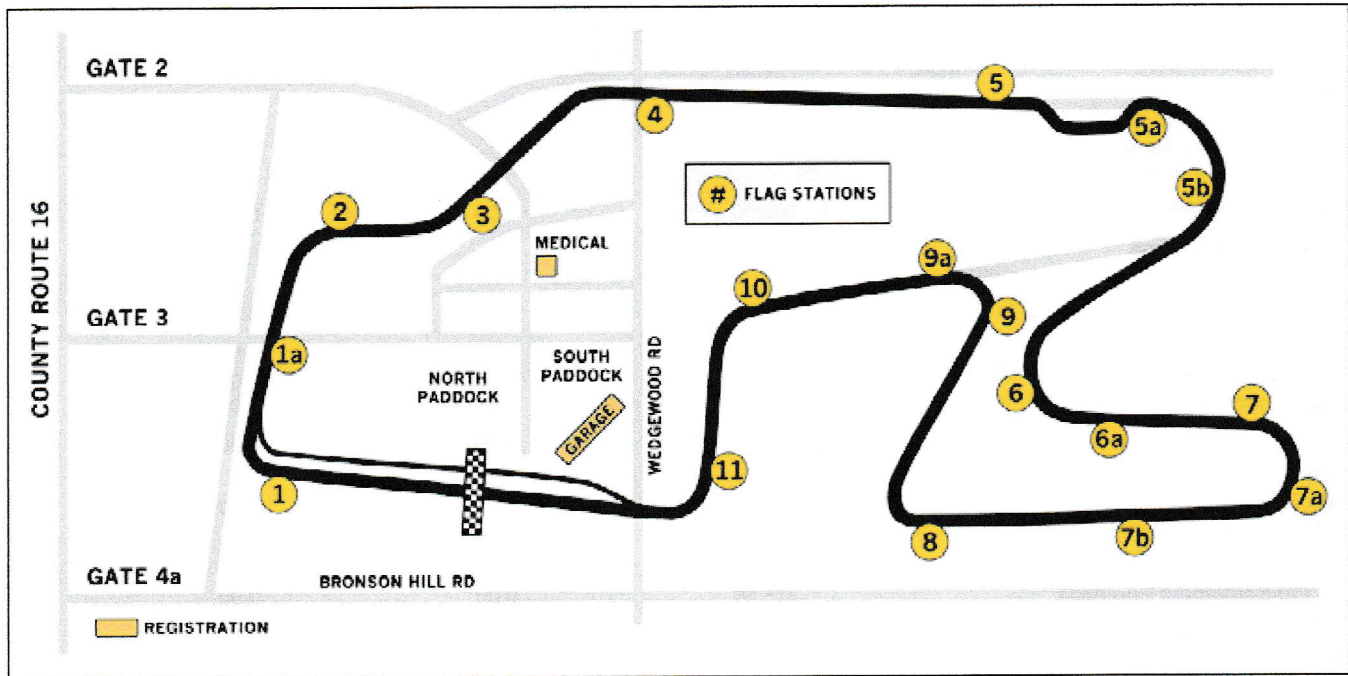 GATE 2
COUNTY ROUTE 16
GATE 3
GATE 4a
BRONSON HILL RD
REGISTRATION
WEDGEWOOD RD
MEDICAL
NORTH
PADDOCK
SOUTH
PADDOCK
GARAGE
# FLAG STATIONS
1
1a
2
3
4
5
5a
5b
6
6a
7
7a
7b
8
9
9a
10
11